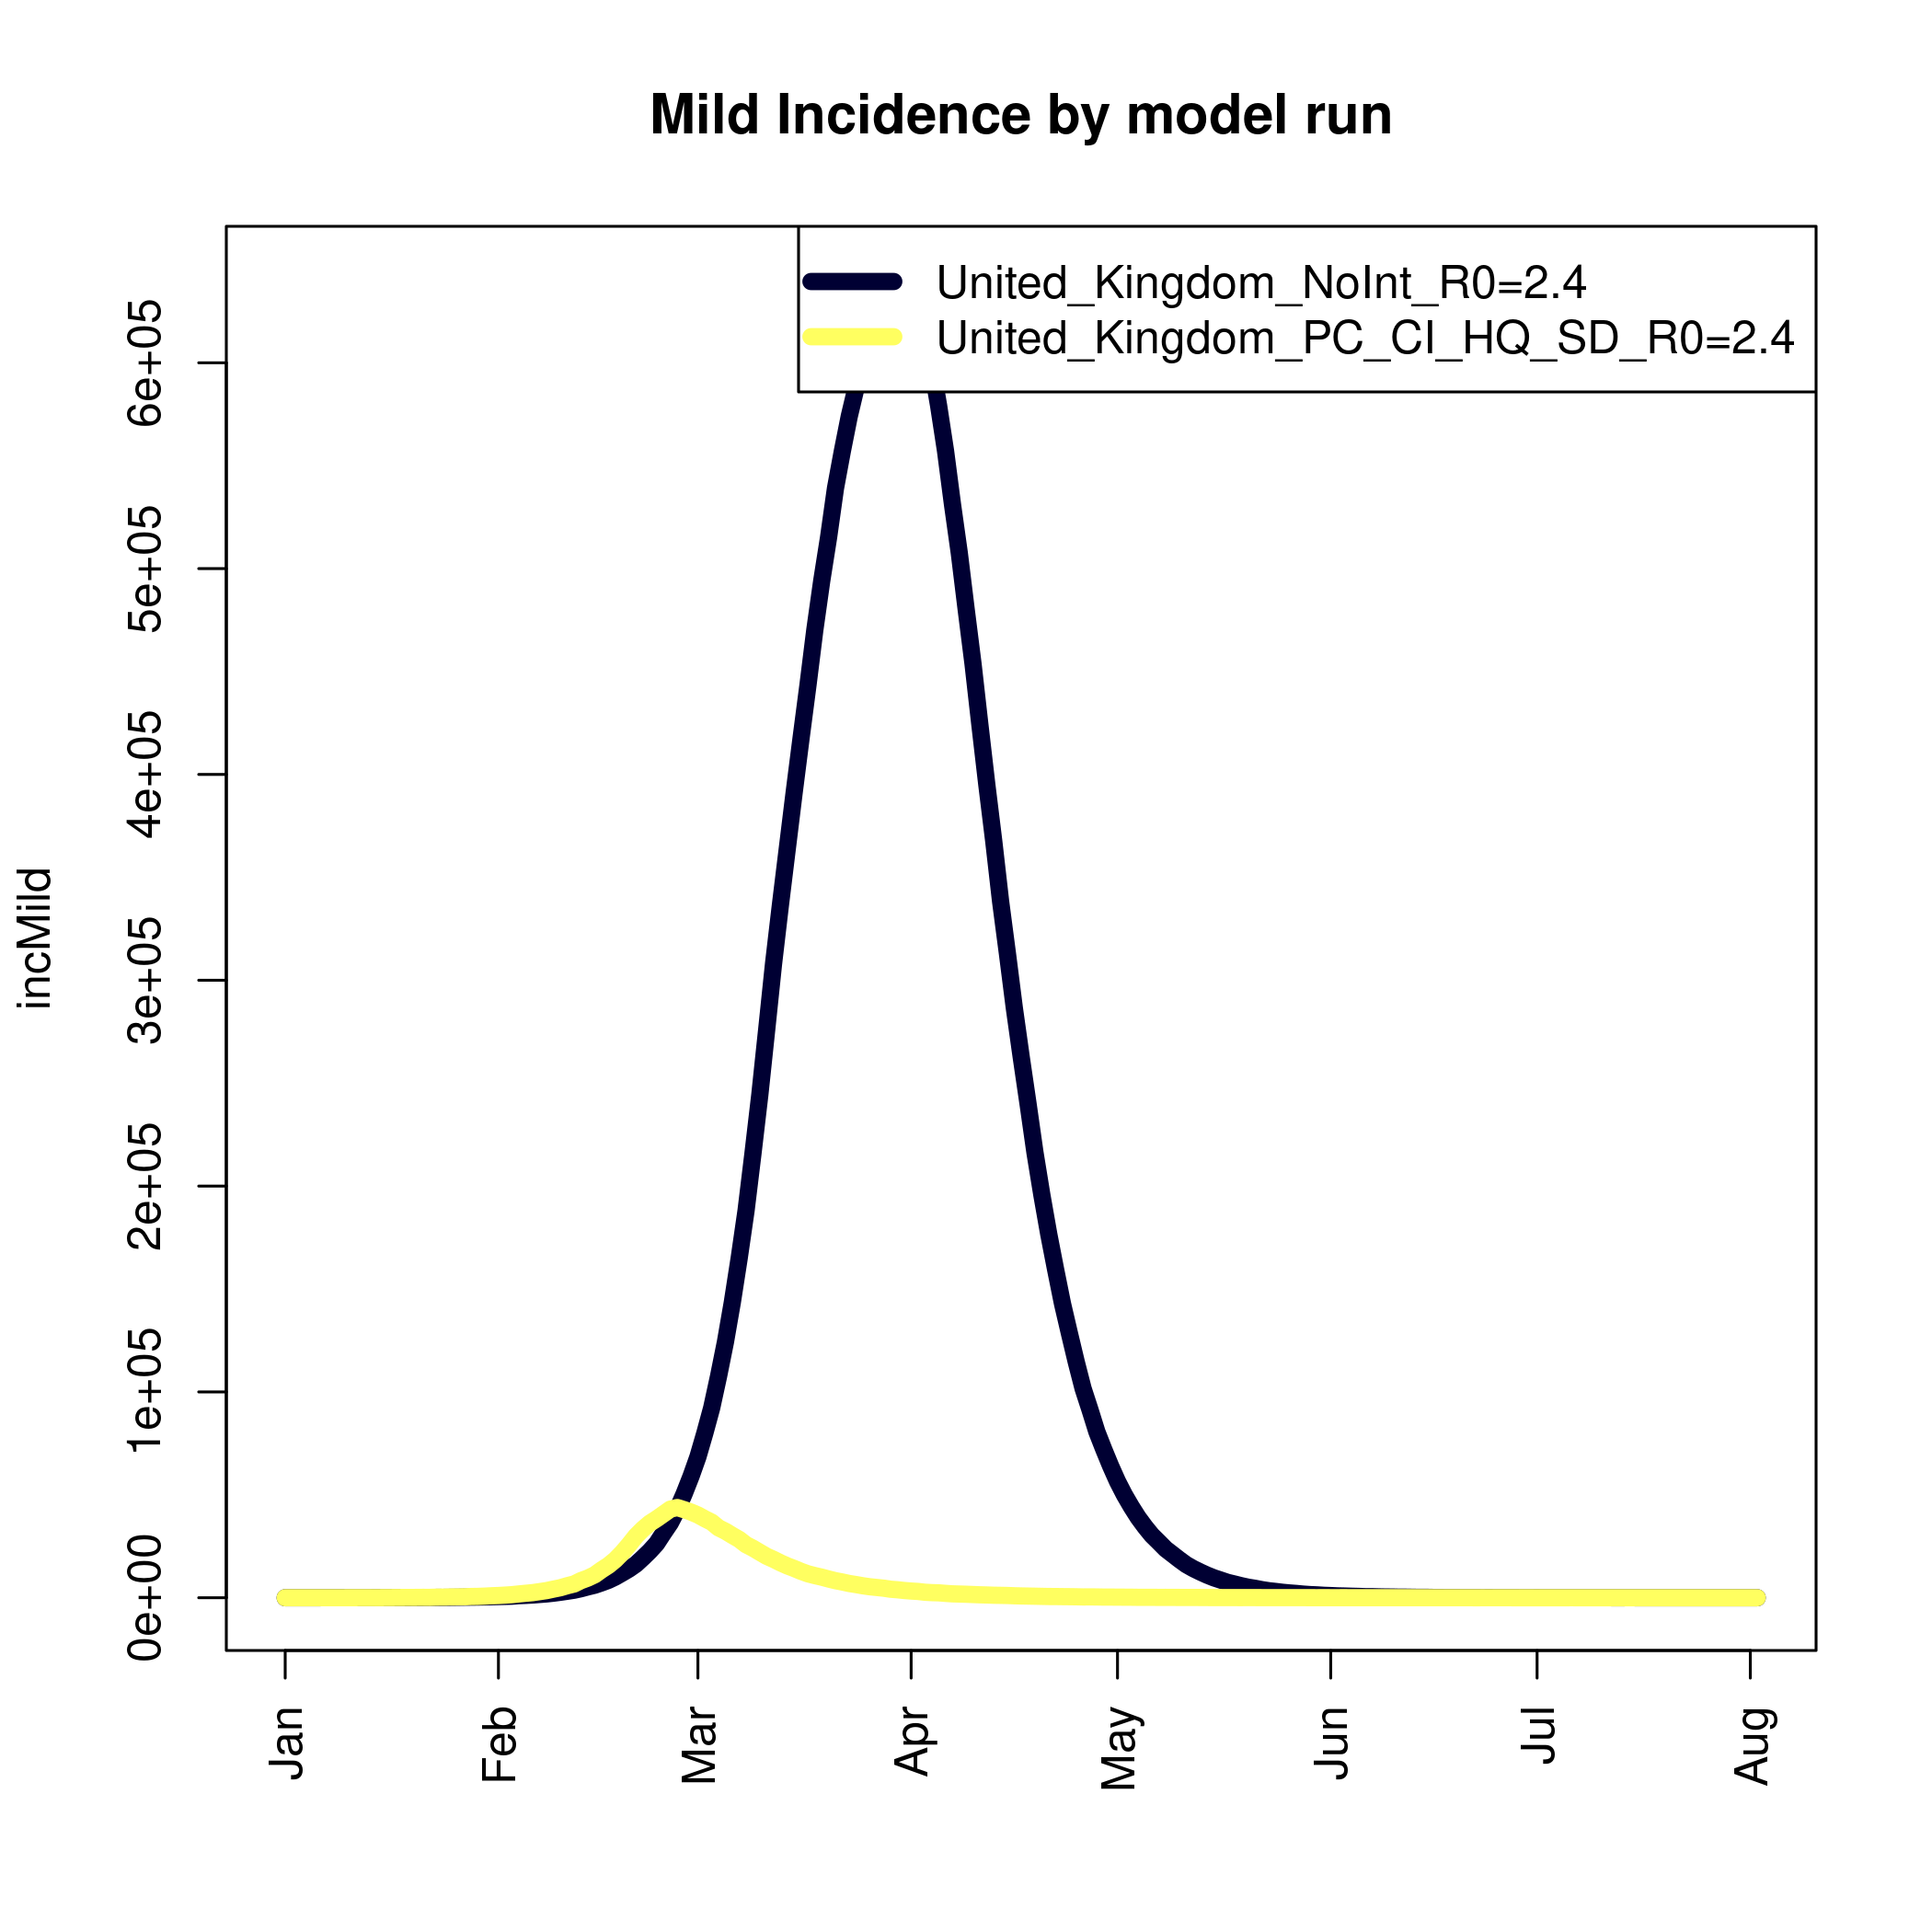 Mild Incidence by model run
United_Kingdom_NoInt_R0=2.4
United_Kingdom_PC_CI_HQ_SD_R0=2.4
incMild
6e+05
5e+05
4e+05
3e+05
2e+05
1e+05
0e+00
Jan
Feb
Mar
Apr
May
Jun
Jul
Aug